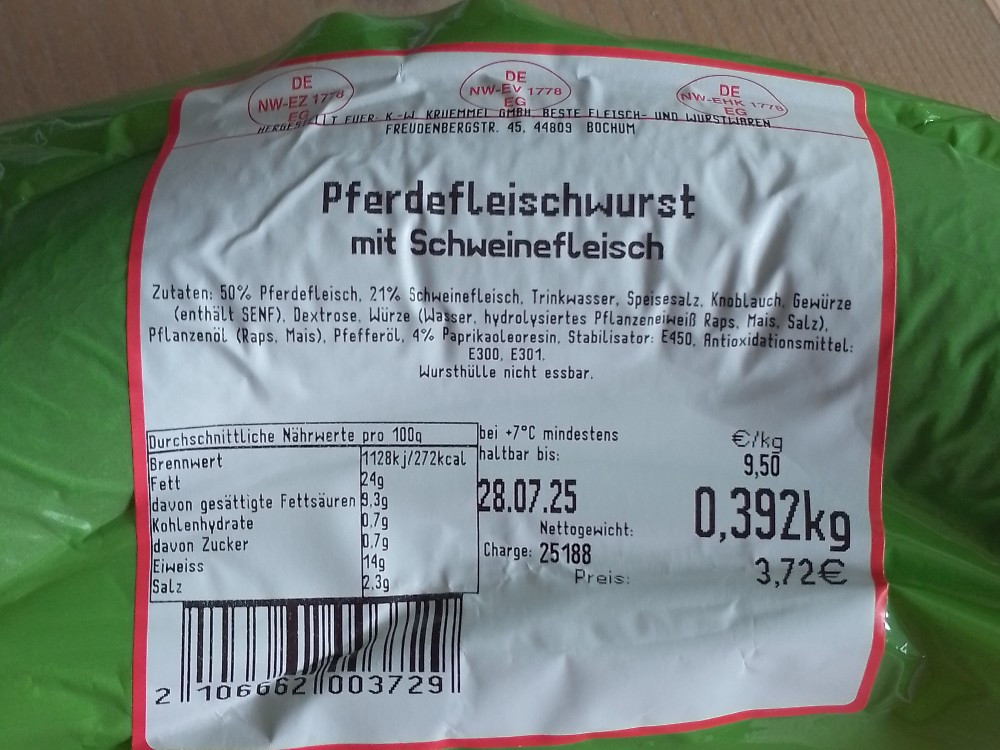 DE
NW-EZ 1778
EG
DE
NW-EV 1778
EG
DE
NW-EHK 1778
EG
HERGESTELLT FUER K.-W KRUEMMEL GMBH, BESTE FLEISCH- UND WURSTWAREN
FREUDENBERGSTR. 45, 44809 BOCHUM
Pferdefleischwurst
mit Schweinefleisch
Zutaten: 50% Pferdefleisch, 21% Schweinefleisch, Trinkwasser, Speisesalz, Knoblauch, Gewürze
(enthält SENF), Dextrose, Würze (Wasser, hydrolysiertes Pflanzeneiweiß Raps, Mais, Salz),
Pflanzenöl (Raps, Mais), Pfefferöl, 4% Paprikaoleoresin, Stabilisator: E450, Antioxidationsmittel:
E300, E301.
Wursthülle nicht essbar.
Durchschnittliche Nährwerte pro 100g
Brennwert 1128kj/272kcal
Fett 24g
davon gesättigte Fettsäuren 9.3g
Kohlenhydrate 0,7g
davon Zucker 0.7g
Eiweiss 14g
Salz 2.3g
bei +7°C mindestens
haltbar bis:
28.07.25
Nettogewicht:
Charge: 25188
Preis:
€/kg
9,50
0,392kg
3,72€
2 106662 003729